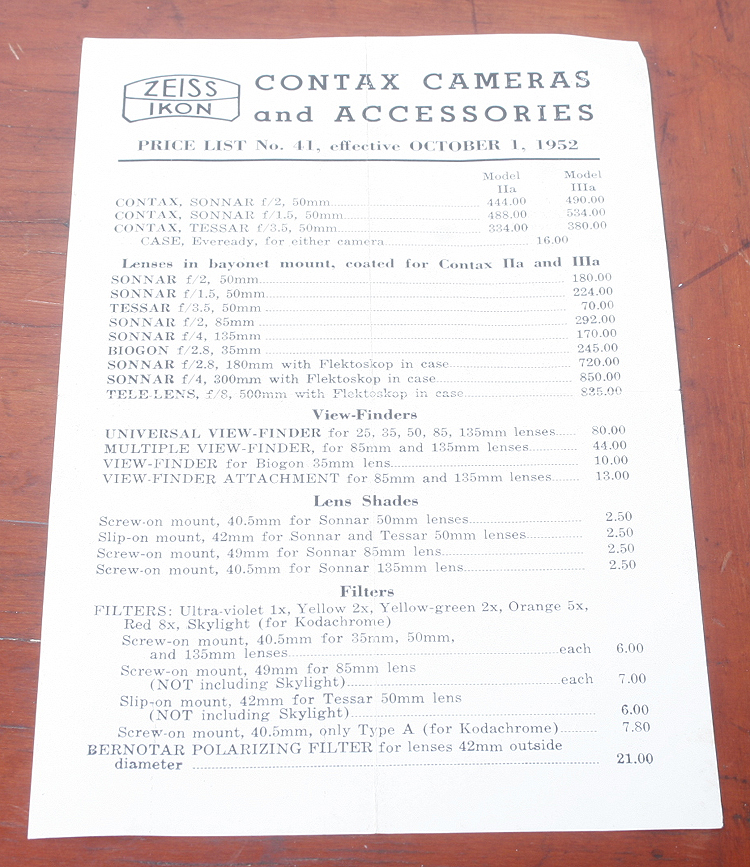 ZEISS
IKON
CONTAX CAMERAS
and ACCESSORIES
PRICE LIST No. 41, effective OCTOBER 1, 1952
Model Model
IIa IIIa
CONTAX, SONNAR f/2, 50mm 444.00 490.00
CONTAX, SONNAR f/1.5, 50mm 488.00 534.00
CONTAX, TESSAR f/3.5, 50mm 334.00 380.00
CASE, Eveready, for either camera 16.00
Lenses in bayonet mount, coated for Contax IIa and IIIa
SONNAR f/2, 50mm 180.00
SONNAR f/1.5, 50mm 224.00
TESSAR f/3.5, 50mm 70.00
SONNAR f/2, 85mm 292.00
SONNAR f/4, 135mm 170.00
BIOGON f/2.8, 35mm 245.00
SONNAR f/2.8, 180mm with Flektoskop in case 720.00
SONNAR f/4, 300mm with Flektoskop in case 850.00
TELE-LENS, f/8, 500mm with Flektoskop in case 835.00
View-Finders
UNIVERSAL VIEW-FINDER for 25, 35, 50, 85, 135mm lenses 80.00
MULTIPLE VIEW-FINDER, for 85mm and 135mm lenses 44.00
VIEW-FINDER for Biogon 35mm lens 10.00
VIEW-FINDER ATTACHMENT for 85mm and 135mm lenses 13.00
Lens Shades
Screw-on mount, 40.5mm for Sonnar 50mm lenses 2.50
Slip-on mount, 42mm for Sonnar and Tessar 50mm lenses 2.50
Screw-on mount, 49mm for Sonnar 85mm lens 2.50
Screw-on mount, 40.5mm for Sonnar 135mm lens 2.50
Filters
FILTERS: Ultra-violet 1x, Yellow 2x, Yellow-green 2x, Orange 5x,
Red 8x, Skylight (for Kodachrome)
Screw-on mount, 40.5mm for 35mm, 50mm,
and 135mm lenses each 6.00
Screw-on mount, 49mm for 85mm lens
(NOT including Skylight) each 7.00
Slip-on mount, 42mm for Tessar 50mm lens
(NOT including Skylight) 6.00
Screw-on mount, 40.5mm, only Type A (for Kodachrome) 7.80
BERNOTAR POLARIZING FILTER for lenses 42mm outside
diameter 21.00